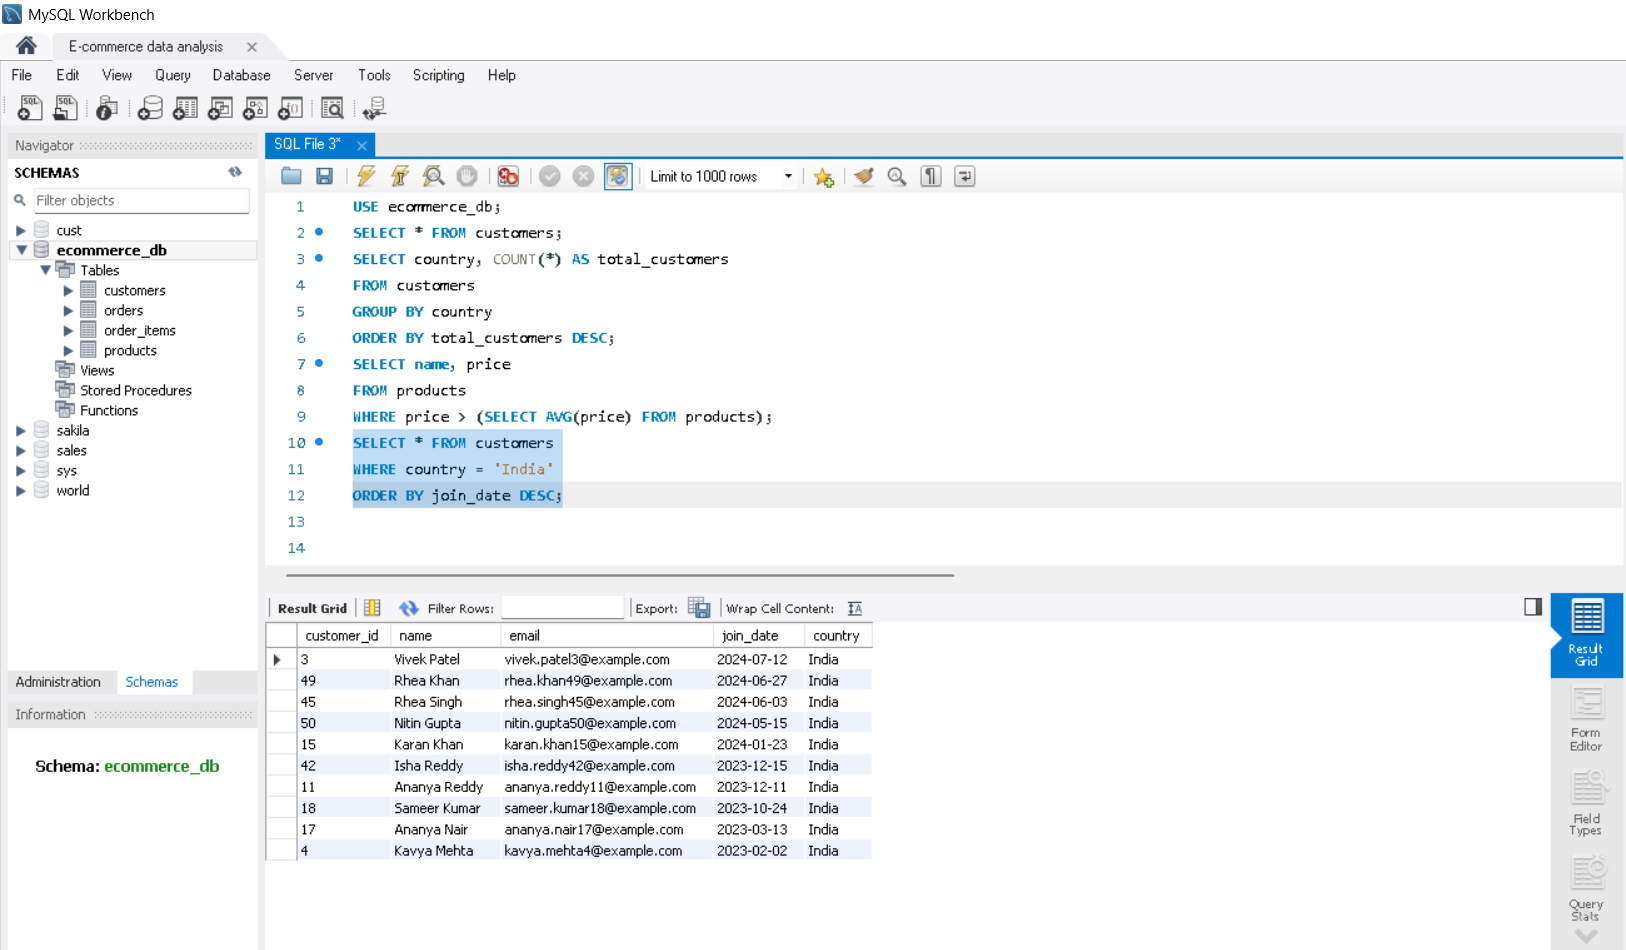 MySQL Workbench
E-commerce data analysis
File Edit View Query Database Server Tools Scripting Help
Navigator
SCHEMAS
Filter objects
cust
ecommerce_db
Tables
customers
orders
order_items
products
Views
Stored Procedures
Functions
sakila
sales
sys
world
Administration Schemas
Information
Schema: ecommerce_db
SQL File 3*
Limit to 1000 rows
1 USE ecommerce_db;
2 SELECT * FROM customers;
3 SELECT country, COUNT(*) AS total_customers
4 FROM customers
5 GROUP BY country
6 ORDER BY total_customers DESC;
7 SELECT name, price
8 FROM products
9 WHERE price > (SELECT AVG(price) FROM products);
10 SELECT * FROM customers
11 WHERE country = 'India'
12 ORDER BY join_date DESC;
13
14
Result Grid Filter Rows: Export: Wrap Cell Content:
customer_id name email join_date country
3 Vivek Patel vivek.patel3@example.com 2024-07-12 India
49 Rhea Khan rhea.khan49@example.com 2024-06-27 India
45 Rhea Singh rhea.singh45@example.com 2024-06-03 India
50 Nitin Gupta nitin.gupta50@example.com 2024-05-15 India
15 Karan Khan karan.khan15@example.com 2024-01-23 India
42 Isha Reddy isha.reddy42@example.com 2023-12-15 India
11 Ananya Reddy ananya.reddy11@example.com 2023-12-11 India
18 Sameer Kumar sameer.kumar18@example.com 2023-10-24 India
17 Ananya Nair ananya.nair17@example.com 2023-03-13 India
4 Kavya Mehta kavya.mehta4@example.com 2023-02-02 India
Result
Grid
Form
Editor
Field
Types
Query
Stats